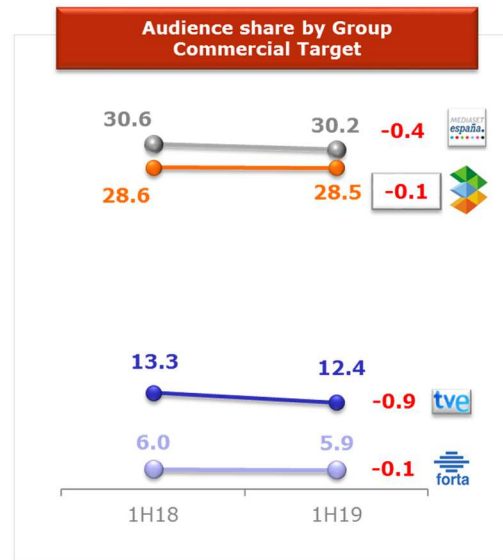 Audience share by Group
Commercial Target
30.6
30.2
-0.4
MEDIASET
españa.
28.6
28.5
-0.1
13.3
12.4
-0.9
tve
6.0
5.9
-0.1
forta
1H18
1H19